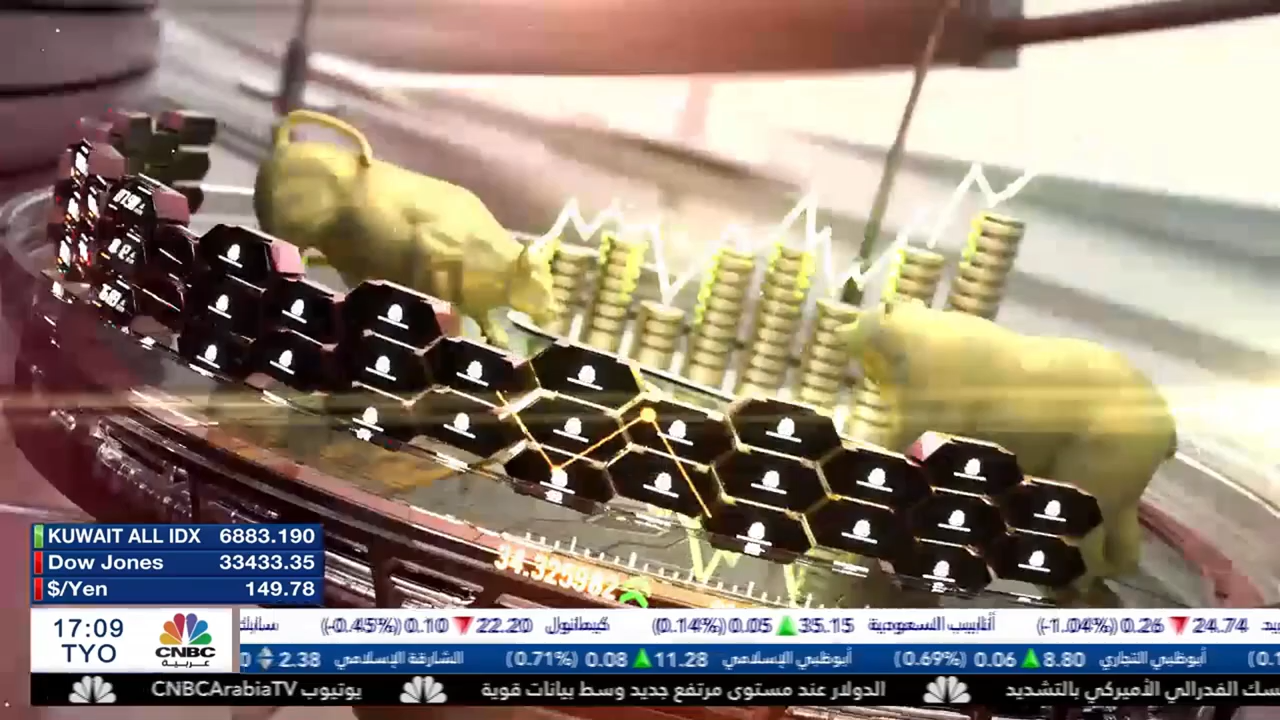 34.325962
KUWAIT ALL IDX 6883.190
Dow Jones 33433.35
$/Yen 149.78
17:09
TYO
CNBC
عربية
24.74 ▼ 0.26 (-1.04%) أنابيب السعودية 35.15 ▲ 0.05 (0.14%) كيمانول 22.20 ▼ 0.10 (-0.45%) سابك
أبوظبي التجاري 8.80 ▲ 0.06 (0.69%) أبوظبي الإسلامي 11.28 ▲ 0.08 (0.71%) الشارقة الإسلامي 2.38
الفدرالي الأميركي بالتشديد الدولار عند مستوى مرتفع جديد وسط بيانات قوية يوتيوب CNBCArabiaTV